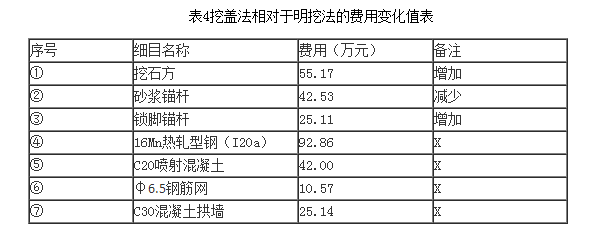 表4挖盖法相对于明挖法的费用变化值表
序号 细目名称 费用（万元） 备注
① 挖石方 55.17 增加
② 砂浆锚杆 42.53 减少
③ 锁脚锚杆 25.11 增加
④ 16Mn热轧型钢（I20a） 92.86 X
⑤ C20喷射混凝土 42.00 X
⑥ φ6.5钢筋网 10.57 X
⑦ C30混凝土拱墙 25.14 X